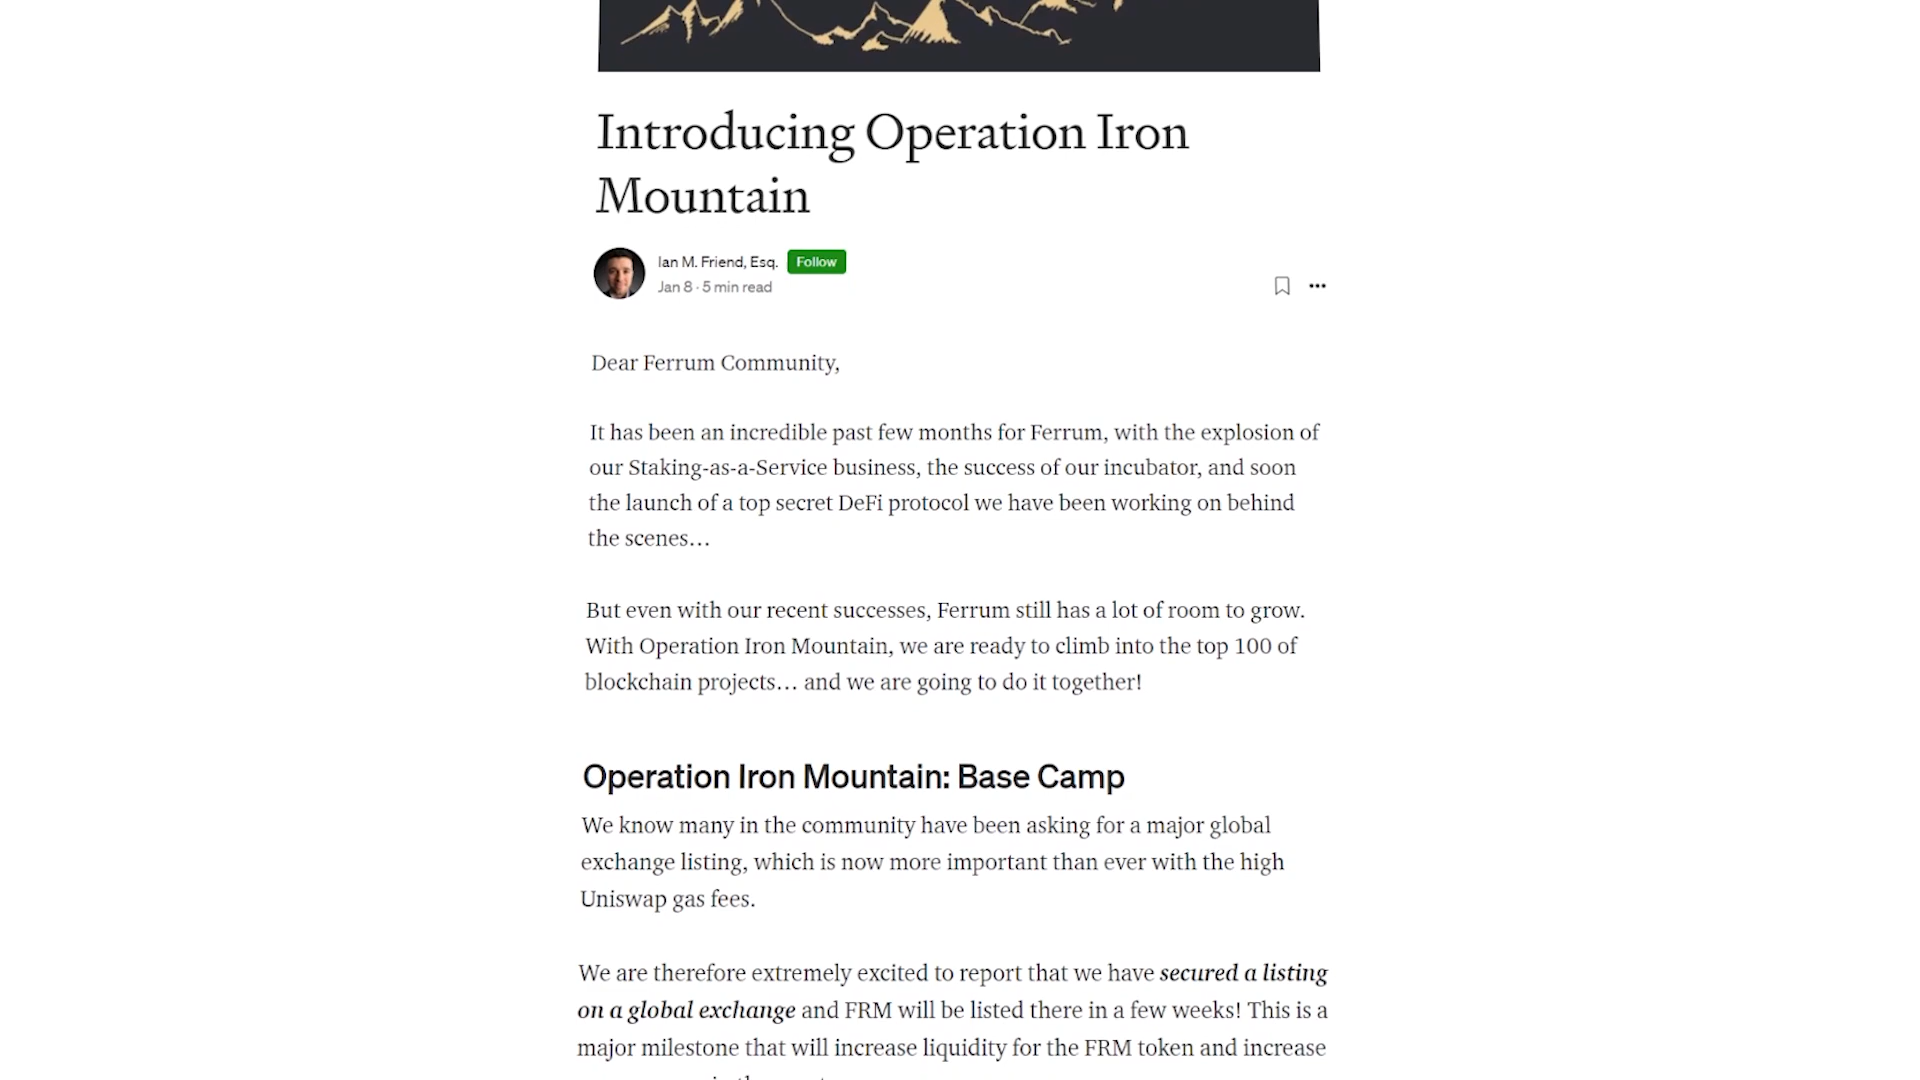 Introducing Operation Iron
Mountain
Ian M. Friend, Esq. Follow
Jan 8 · 5 min read
Dear Ferrum Community,
It has been an incredible past few months for Ferrum, with the explosion of
our Staking-as-a-Service business, the success of our incubator, and soon
the launch of a top secret DeFi protocol we have been working on behind
the scenes…
But even with our recent successes, Ferrum still has a lot of room to grow.
With Operation Iron Mountain, we are ready to climb into the top 100 of
blockchain projects… and we are going to do it together!
Operation Iron Mountain: Base Camp
We know many in the community have been asking for a major global
exchange listing, which is now more important than ever with the high
Uniswap gas fees.
We are therefore extremely excited to report that we have secured a listing
on a global exchange and FRM will be listed there in a few weeks! This is a
major milestone that will increase liquidity for the FRM token and increase